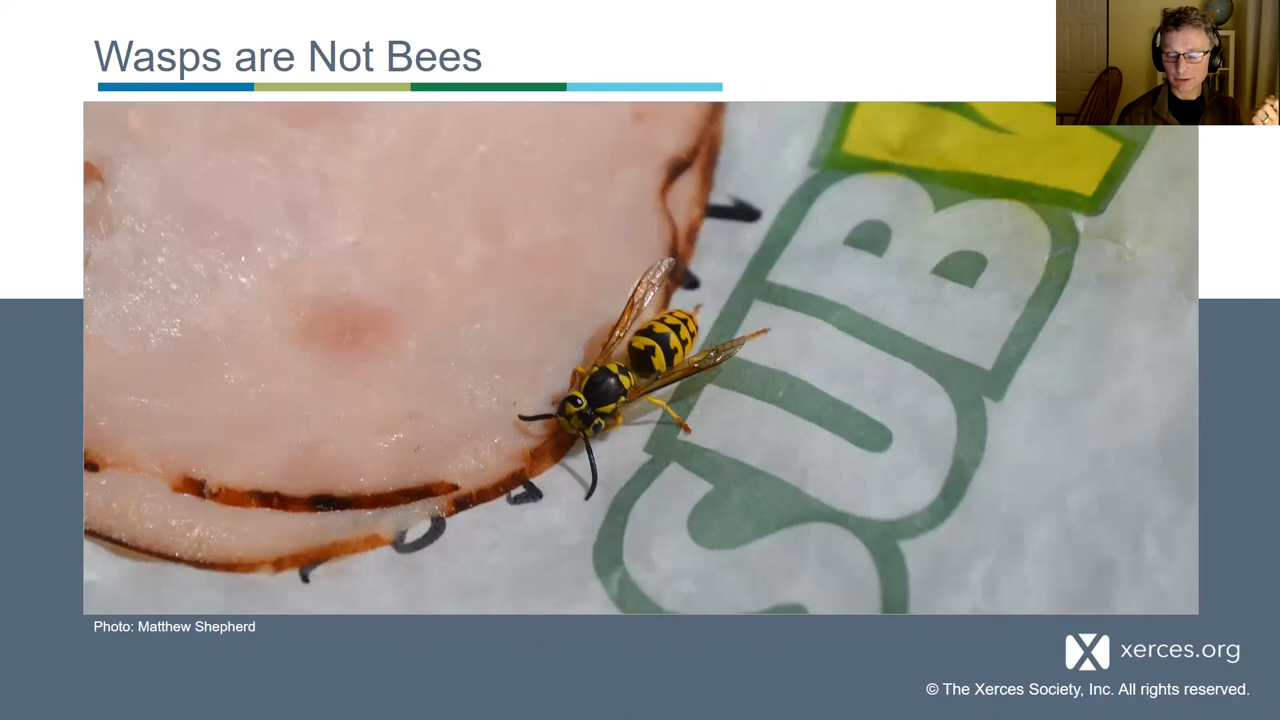 Wasps are Not Bees
SUB
Photo: Matthew Shepherd
xerces.org
© The Xerces Society, Inc. All rights reserved.